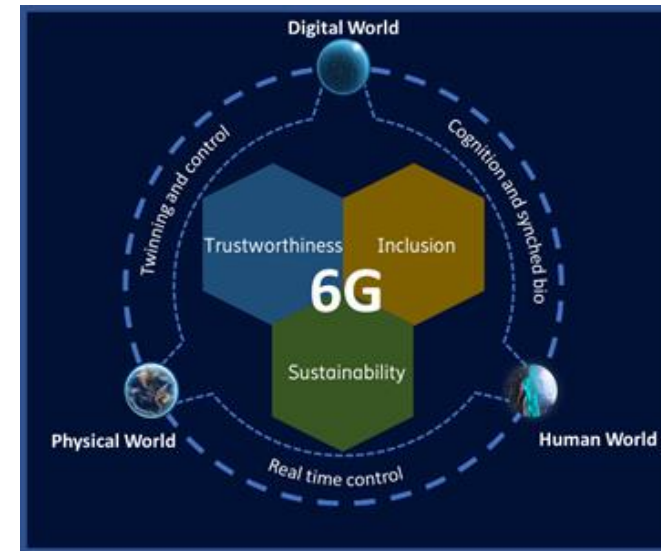 Digital World
Twinning and control
Cognition and synched bio
Trustworthiness
Inclusion
6G
Sustainability
Physical World
Human World
Real time control